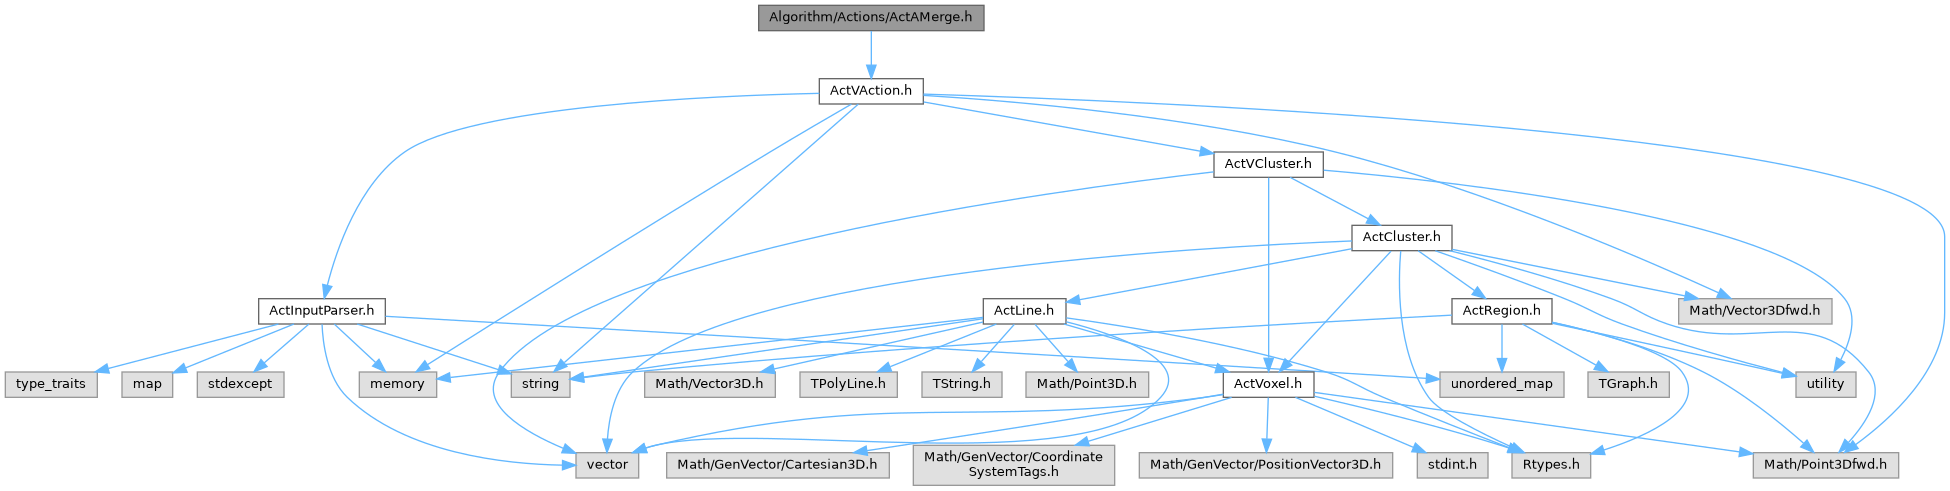 Algorithm/Actions/ActAMerge.h
ActVAction.h
ActVCluster.h
ActCluster.h
ActInputParser.h
ActLine.h
ActRegion.h
Math/Vector3Dfwd.h
type_traits
map
stdexcept
memory
string
Math/Vector3D.h
TPolyLine.h
TString.h
Math/Point3D.h
ActVoxel.h
unordered_map
TGraph.h
utility
vector
Math/GenVector/Cartesian3D.h
Math/GenVector/Coordinate
SystemTags.h
Math/GenVector/PositionVector3D.h
stdint.h
Rtypes.h
Math/Point3Dfwd.h